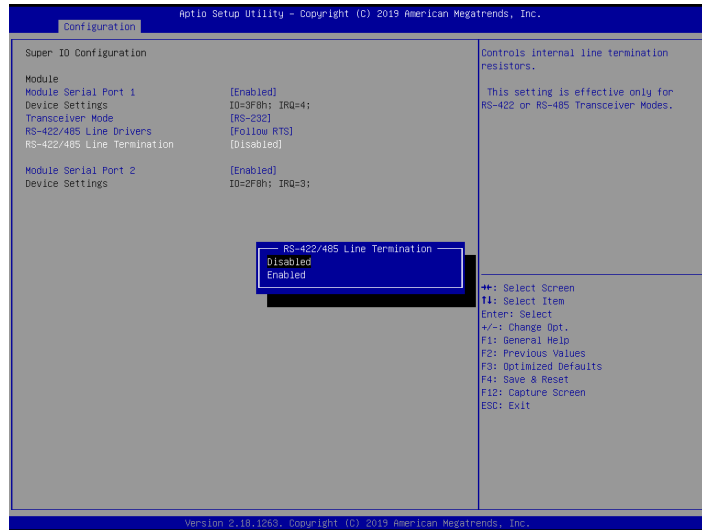 Aptio Setup Utility – Copyright (C) 2019 American Megatrends, Inc.
Configuration
Super IO Configuration
Module
Module Serial Port 1 [Enabled]
Device Settings IO=3F8h; IRQ=4;
Transceiver Mode [RS-232]
RS-422/485 Line Drivers [Follow RTS]
RS-422/485 Line Termination [Disabled]
Module Serial Port 2 [Enabled]
Device Settings IO=2F8h; IRQ=3;
RS-422/485 Line Termination
Disabled
Enabled
Controls internal line termination
resistors.
This setting is effective only for
RS-422 or RS-485 Transceiver Modes.
→←: Select Screen
↑↓: Select Item
Enter: Select
+/-: Change Opt.
F1: General Help
F2: Previous Values
F3: Optimized Defaults
F4: Save & Reset
F12: Capture Screen
ESC: Exit
Version 2.18.1263. Copyright (C) 2019 American Megatrends, Inc.